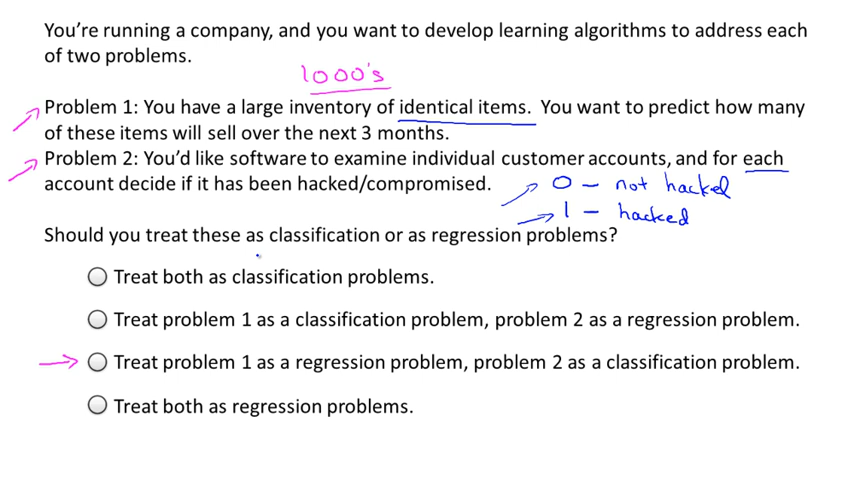 You're running a company, and you want to develop learning algorithms to address each
of two problems.
1000's
Problem 1: You have a large inventory of identical items. You want to predict how many
of these items will sell over the next 3 months.
Problem 2: You'd like software to examine individual customer accounts, and for each
account decide if it has been hacked/compromised.
0 – not hacked
1 – hacked
Should you treat these as classification or as regression problems?
Treat both as classification problems.
Treat problem 1 as a classification problem, problem 2 as a regression problem.
Treat problem 1 as a regression problem, problem 2 as a classification problem.
Treat both as regression problems.